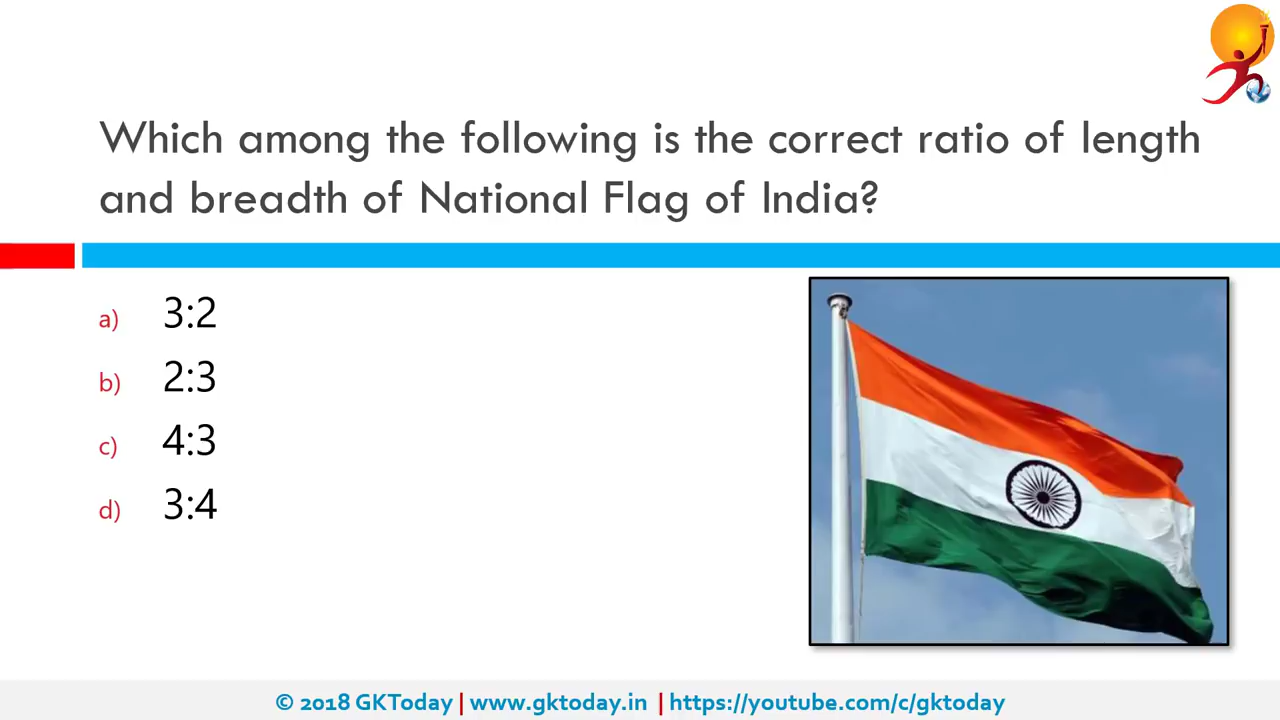 Which among the following is the correct ratio of length
and breadth of National Flag of India?
a) 3:2
b) 2:3
c) 4:3
d) 3:4
© 2018 GKToday | www.gktoday.in | https://youtube.com/c/gktoday